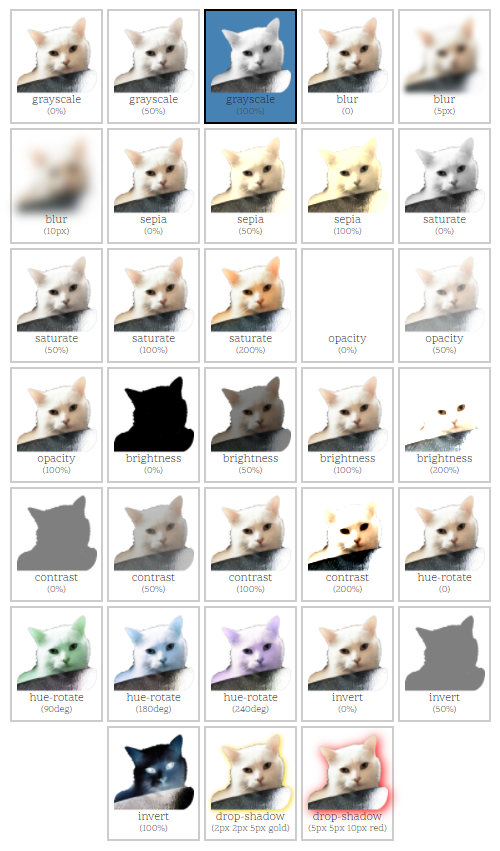 grayscale
(0%)
grayscale
(50%)
grayscale
(100%)
blur
(0)
blur
(5px)
blur
(10px)
sepia
(0%)
sepia
(50%)
sepia
(100%)
saturate
(0%)
saturate
(50%)
saturate
(100%)
saturate
(200%)
opacity
(0%)
opacity
(50%)
opacity
(100%)
brightness
(0%)
brightness
(50%)
brightness
(100%)
brightness
(200%)
contrast
(0%)
contrast
(50%)
contrast
(100%)
contrast
(200%)
hue-rotate
(0)
hue-rotate
(90deg)
hue-rotate
(180deg)
hue-rotate
(240deg)
invert
(0%)
invert
(50%)
invert
(100%)
drop-shadow
(2px 2px 5px gold)
drop-shadow
(5px 5px 10px red)